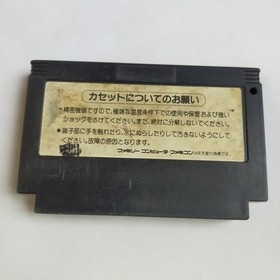 カセットについてのお願い
・精密機器ですので、極端な温度条件下での使用や保管および強い
ショックをさけてください。また、絶対に分解しないでください。
・端子部に手を触れたり、水にぬらしたりして汚さないようにして
ください。故障の原因となります。
ファミリー コンピュータ ファミコン